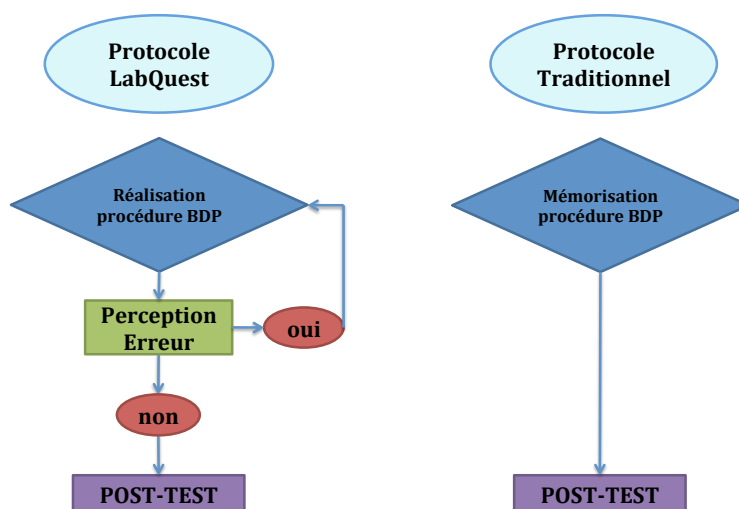 Protocole
LabQuest
Réalisation
procédure BDP
Perception
Erreur
oui
non
POST-TEST
Protocole
Traditionnel
Mémorisation
procédure BDP
POST-TEST